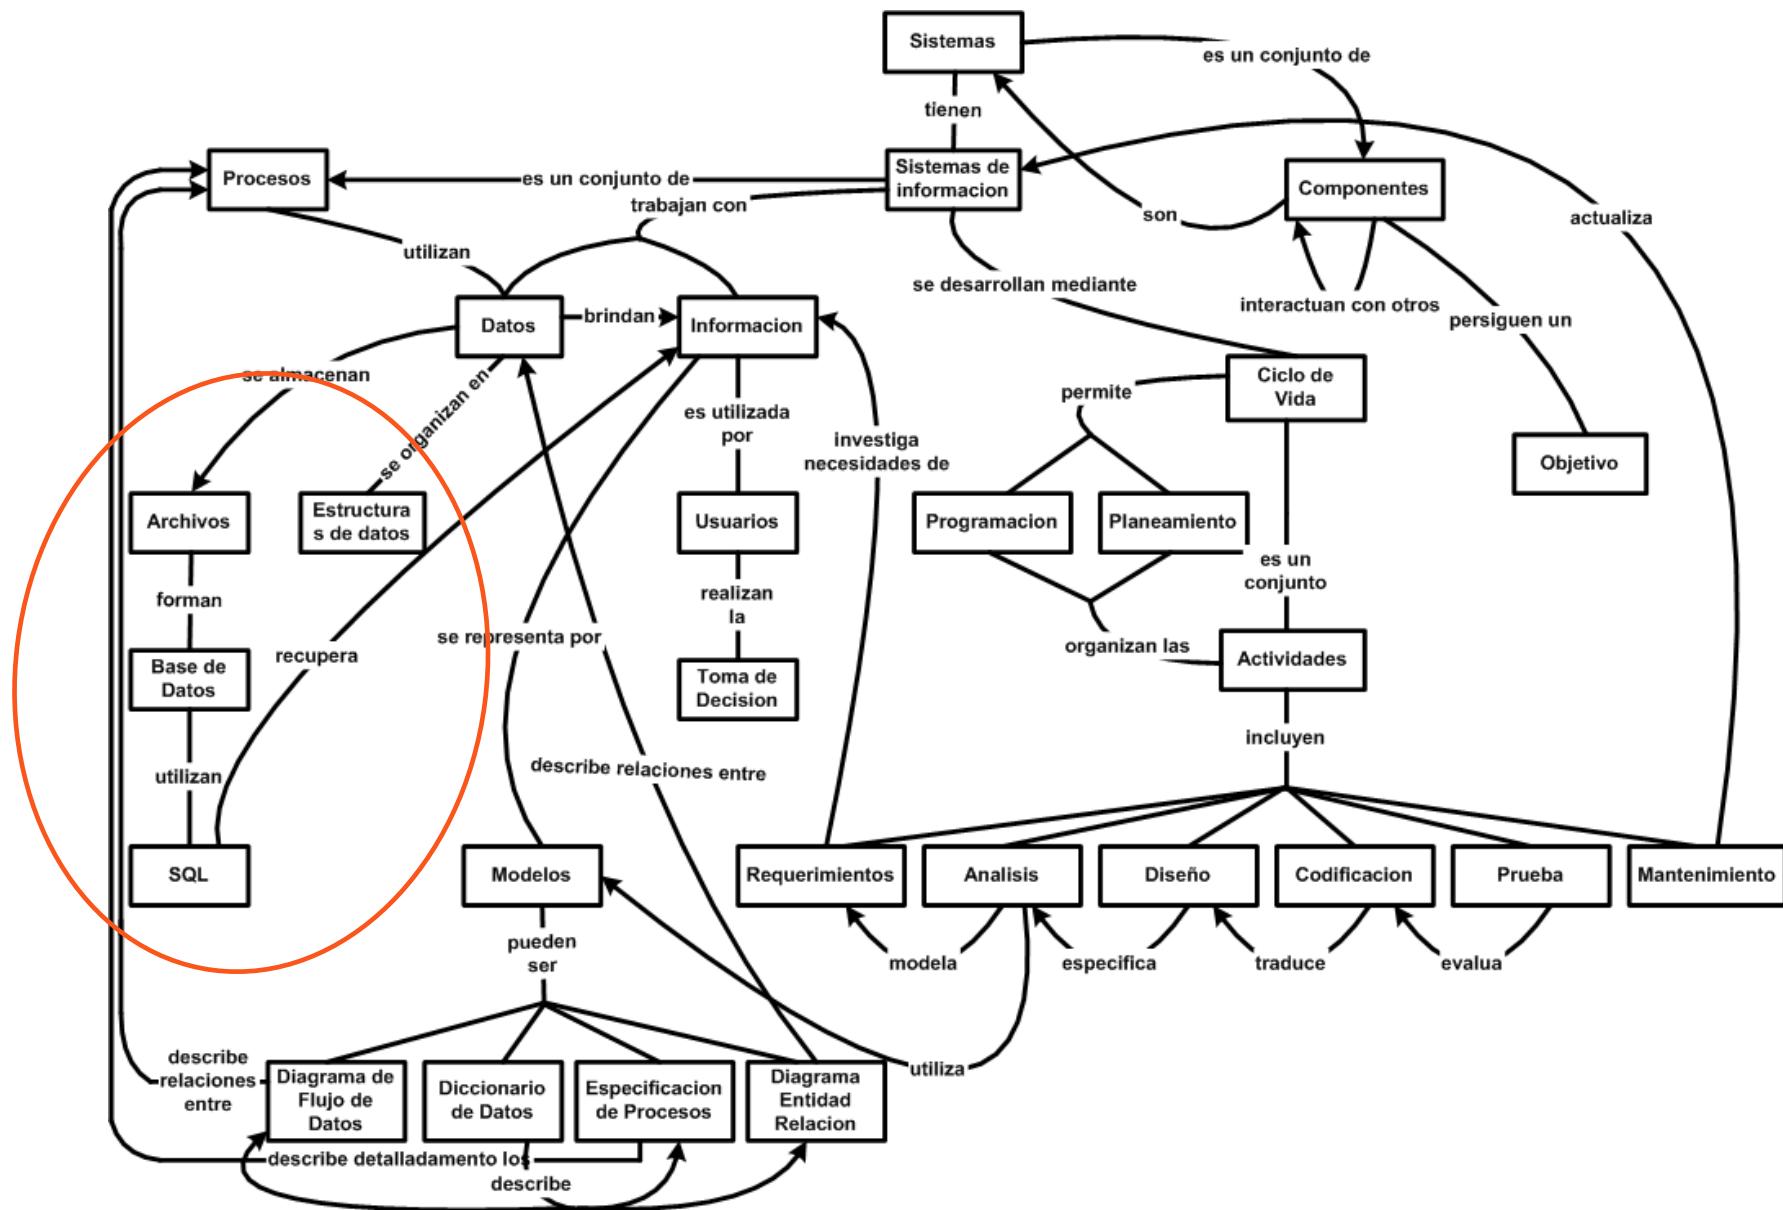 Sistemas
es un conjunto de
tienen
Procesos
es un conjunto de
Sistemas de
informacion
trabajan con
Componentes
son
actualiza
utilizan
se desarrollan mediante
interactuan con otros
persiguen un
Datos
brindan
Informacion
se almacenan
se organizan en
es utilizada
por
investiga
necesidades de
permite
Ciclo de
Vida
Objetivo
Archivos
Estructura
s de datos
Usuarios
Programacion
Planeamiento
es un
conjunto
forman
realizan
la
recupera
se representa por
organizan las
Actividades
Base de
Datos
Toma de
Decision
utilizan
describe relaciones entre
incluyen
SQL
Modelos
Requerimientos
Analisis
Diseño
Codificacion
Prueba
Mantenimiento
pueden
ser
modela
especifica
traduce
evalua
describe
relaciones
entre
utiliza
Diagrama de
Flujo de
Datos
Diccionario
de Datos
Especificacion
de Procesos
Diagrama
Entidad
Relacion
describe detalladamento los
describe